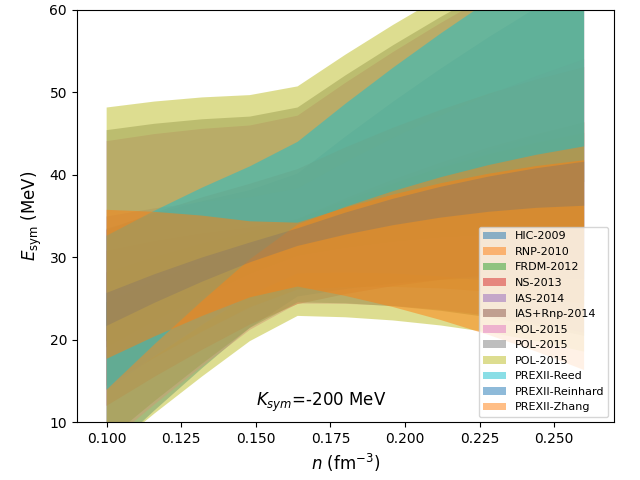 60
50
40
30
20
10
E_sym (MeV)
HIC-2009
RNP-2010
FRDM-2012
NS-2013
IAS-2014
IAS+Rnp-2014
POL-2015
POL-2015
POL-2015
PREXII-Reed
PREXII-Reinhard
PREXII-Zhang
K_sym=-200 MeV
0.100 0.125 0.150 0.175 0.200 0.225 0.250
n (fm⁻³)